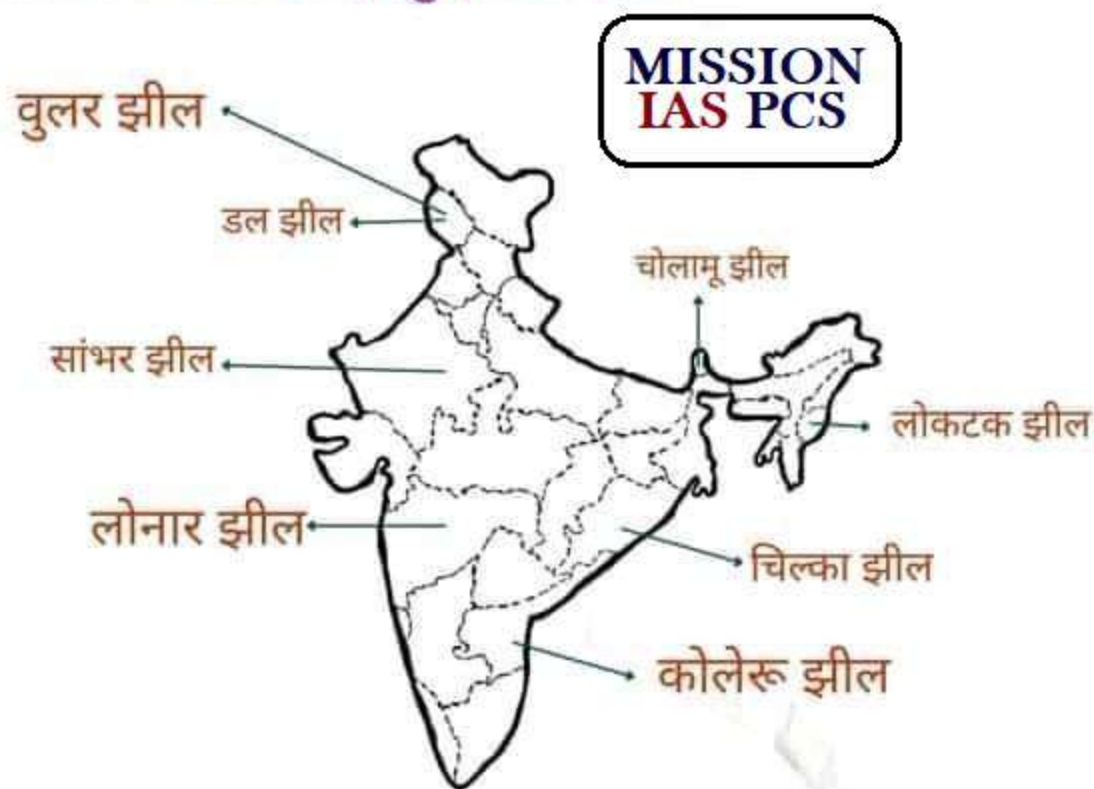 MISSION
IAS PCS
वुलर झील
डल झील
चोलामू झील
सांभर झील
लोकटक झील
लोनार झील
चिल्का झील
कोलेरू झील